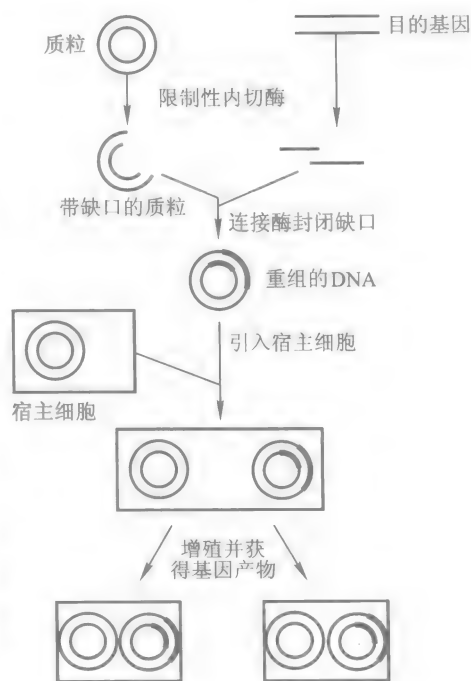 质粒
目的基因
限制性内切酶
带缺口的质粒
连接酶封闭缺口
重组的DNA
引入宿主细胞
宿主细胞
增殖并获
得基因产物